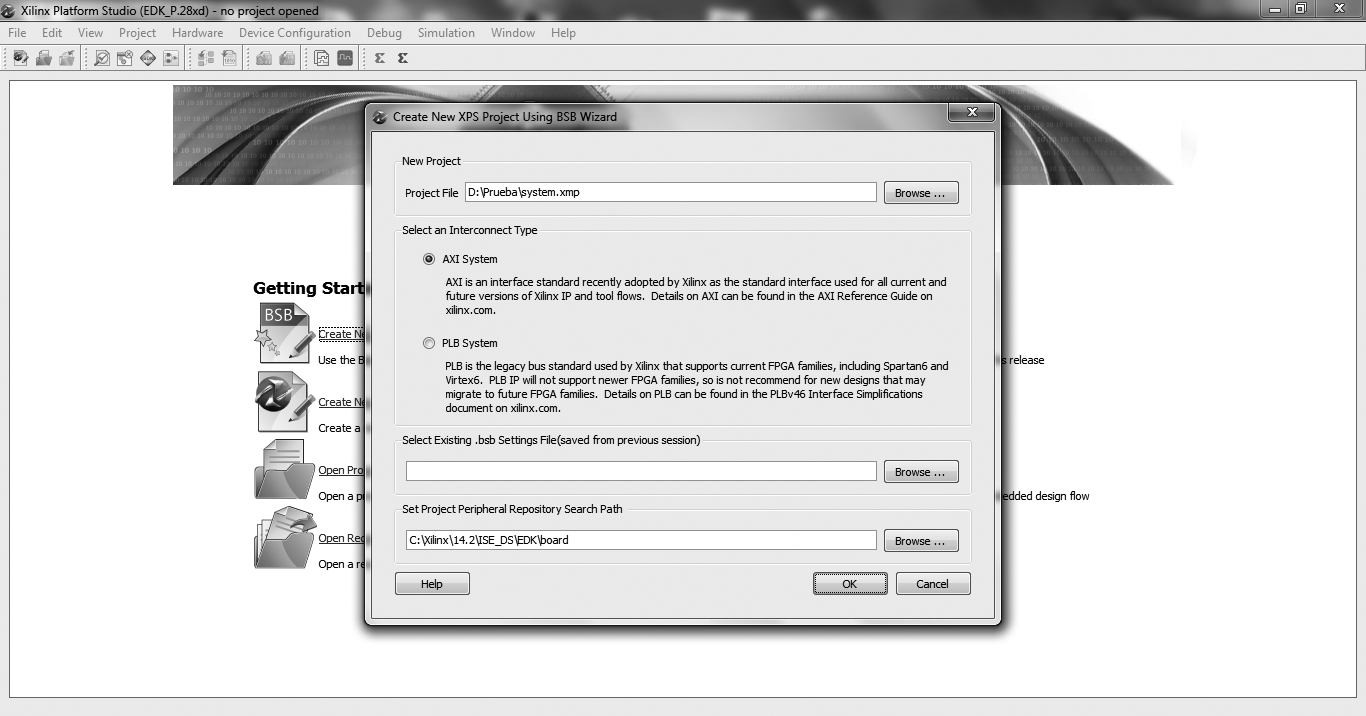 Xilinx Platform Studio (EDK_P.28xd) - no project opened
File Edit View Project Hardware Device Configuration Debug Simulation Window Help
Create New XPS Project Using BSB Wizard
New Project
Project File D:\Prueba\system.xmp Browse ...
Select an Interconnect Type
AXI System
AXI is an interface standard recently adopted by Xilinx as the standard interface used for all current and
future versions of Xilinx IP and tool flows. Details on AXI can be found in the AXI Reference Guide on
xilinx.com.
PLB System
PLB is the legacy bus standard used by Xilinx that supports current FPGA families, including Spartan6 and
Virtex6. PLB IP will not support newer FPGA families, so is not recommend for new designs that may
migrate to future FPGA families. Details on PLB can be found in the PLBv46 Interface Simplifications
document on xilinx.com.
Select Existing .bsb Settings File(saved from previous session)
Browse ...
Set Project Peripheral Repository Search Path
C:\Xilinx\14.2\ISE_DS\EDK\board Browse ...
Help OK Cancel
Getting Start
BSB
Create Ne
Use the B
s release
Create Ne
Create a
Open Pro
Open a p
edded design flow
Open Rec
Open a re